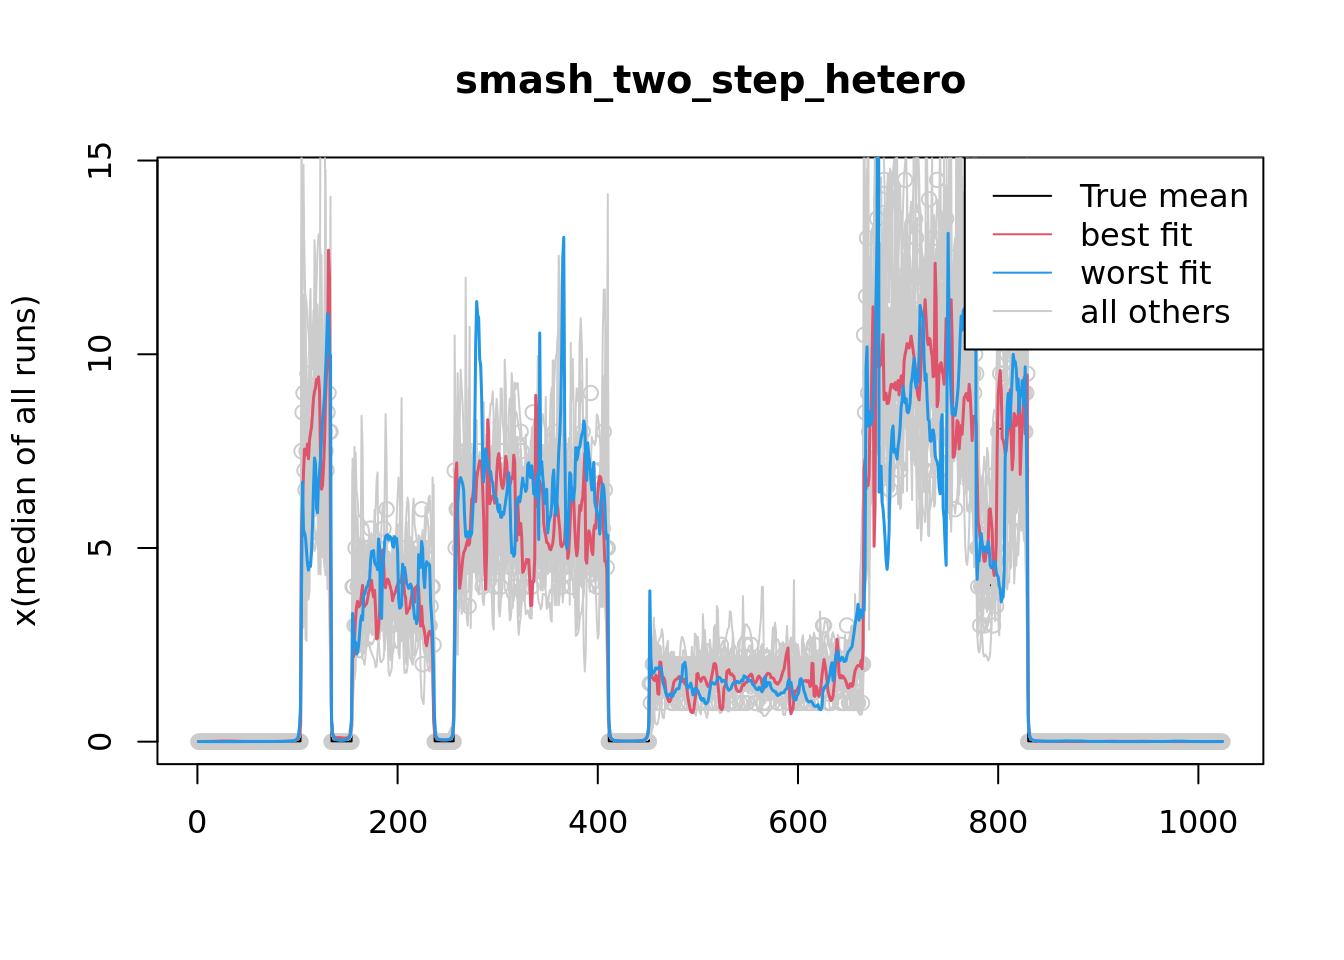 smash_two_step_hetero
x(median of all runs)
15
10
5
0
True mean
best fit
worst fit
all others
0 200 400 600 800 1000